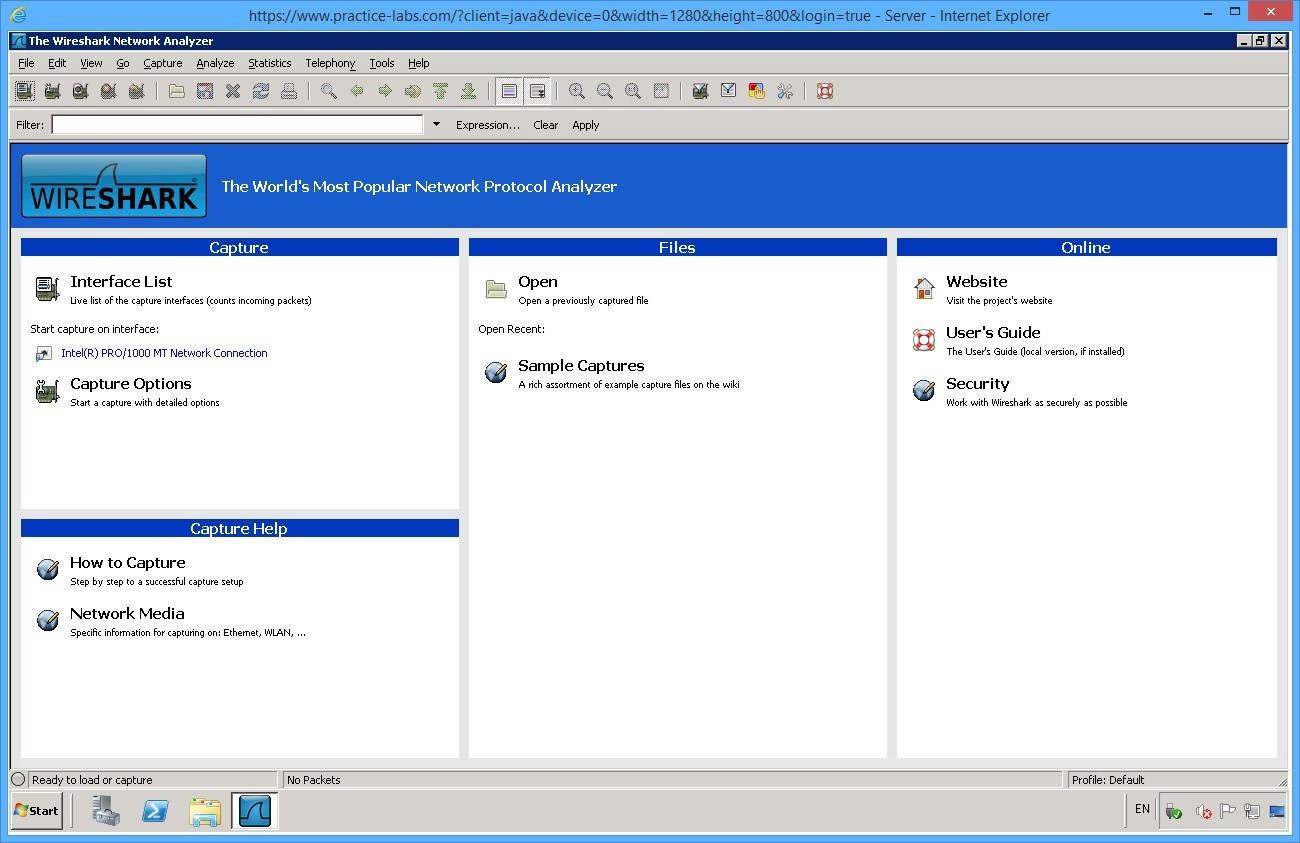 https://www.practice-labs.com/?client=java&device=0&width=1280&height=800&login=true - Server - Internet Explorer
The Wireshark Network Analyzer
File Edit View Go Capture Analyze Statistics Telephony Tools Help
Filter: Expression... Clear Apply
WIRESHARK
The World's Most Popular Network Protocol Analyzer
Capture
Interface List
Live list of the capture interfaces (counts incoming packets)
Start capture on interface:
Intel(R) PRO/1000 MT Network Connection
Capture Options
Start a capture with detailed options
Capture Help
How to Capture
Step by step to a successful capture setup
Network Media
Specific information for capturing on: Ethernet, WLAN, ...
Files
Open
Open a previously captured file
Open Recent:
Sample Captures
A rich assortment of example capture files on the wiki
Online
Website
Visit the project's website
User's Guide
The User's Guide (local version, if installed)
Security
Work with Wireshark as securely as possible
Ready to load or capture
No Packets
Profile: Default
Start
EN